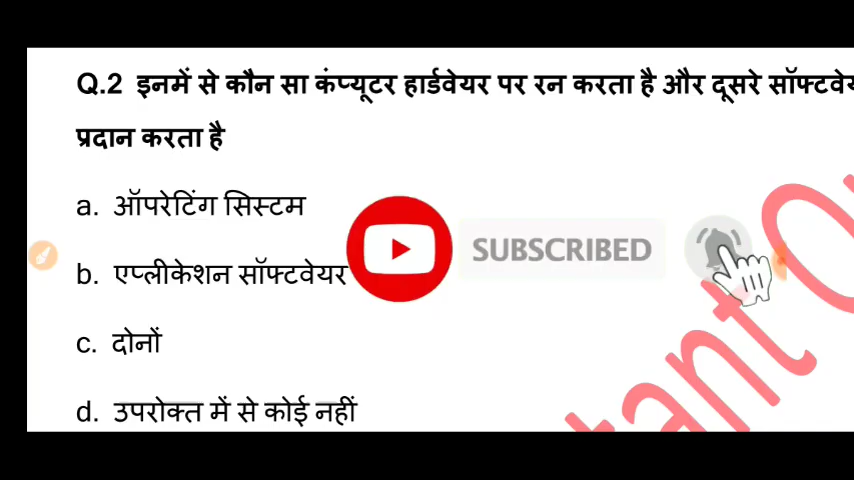 Q.2 इनमें से कौन सा कंप्यूटर हार्डवेयर पर रन करता है और दूसरे
प्रदान करता है
a. ऑपरेटिंग सिस्टम
SUBSCRIBED
b. एप्लीकेशन सॉफ्टवेयर
c. दोनों
d. उपरोक्त में से कोई नहीं